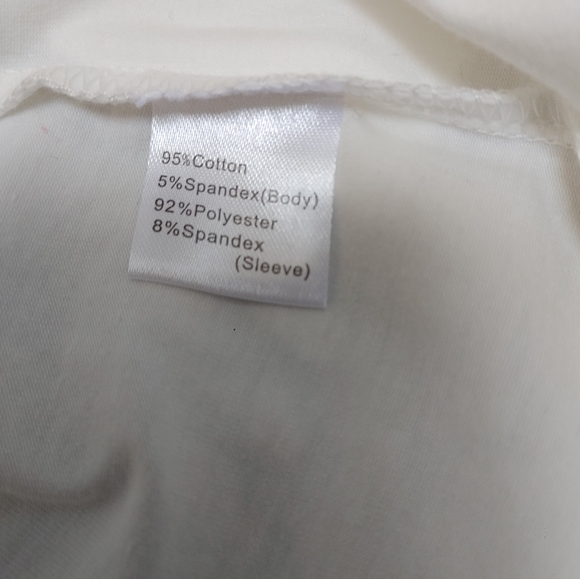 95%Cotton
5%Spandex(Body)
92%Polyester
8%Spandex
(Sleeve)